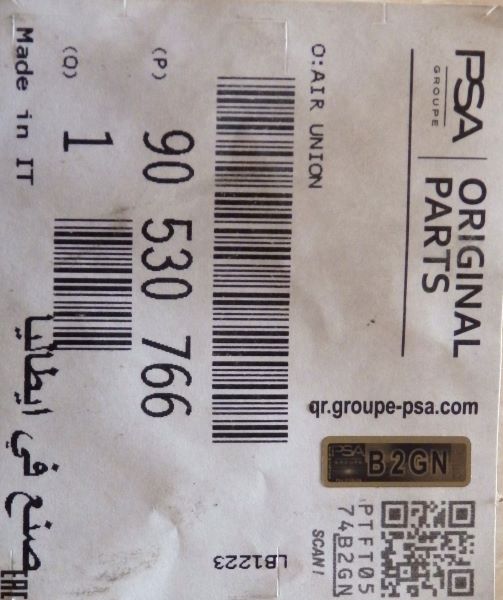 PSA
GROUPE
ORIGINAL
PARTS
qr.groupe-psa.com
B2GN
PTFT05
74B2GN
SCAN!
O:AIR UNION
(P)
90 530 766
(Q)
1
LB1223
Made in IT
صنع في ايطاليا
EAC